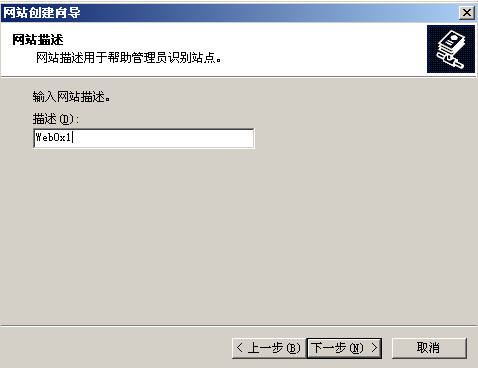 网站创建向导
网站描述
网站描述用于帮助管理员识别站点。
输入网站描述。
描述(D):
Web0x1
< 上一步(B) 下一步(N) > 取消